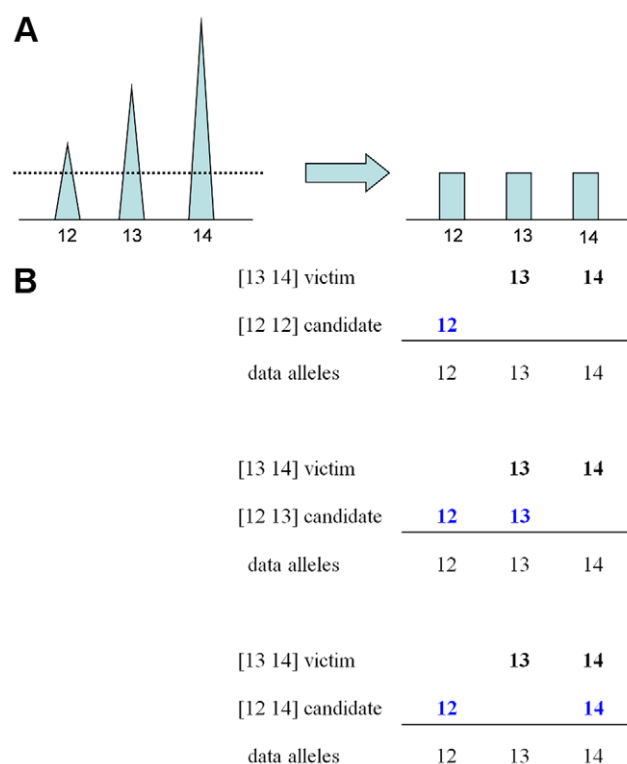 A
12 13 14
12 13 14
B
[13 14] victim 13 14
[12 12] candidate 12
data alleles 12 13 14
[13 14] victim 13 14
[12 13] candidate 12 13
data alleles 12 13 14
[13 14] victim 13 14
[12 14] candidate 12 14
data alleles 12 13 14